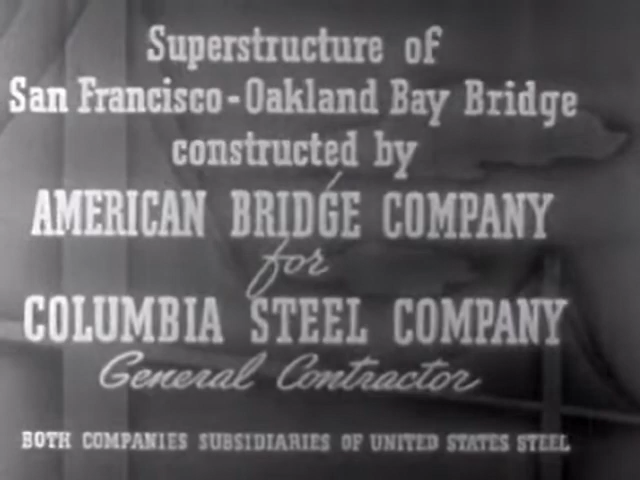 Superstructure of
San Francisco-Oakland Bay Bridge
constructed by
AMERICAN BRIDGE COMPANY
for
COLUMBIA STEEL COMPANY
General Contractor
BOTH COMPANIES SUBSIDIARIES OF UNITED STATES STEEL